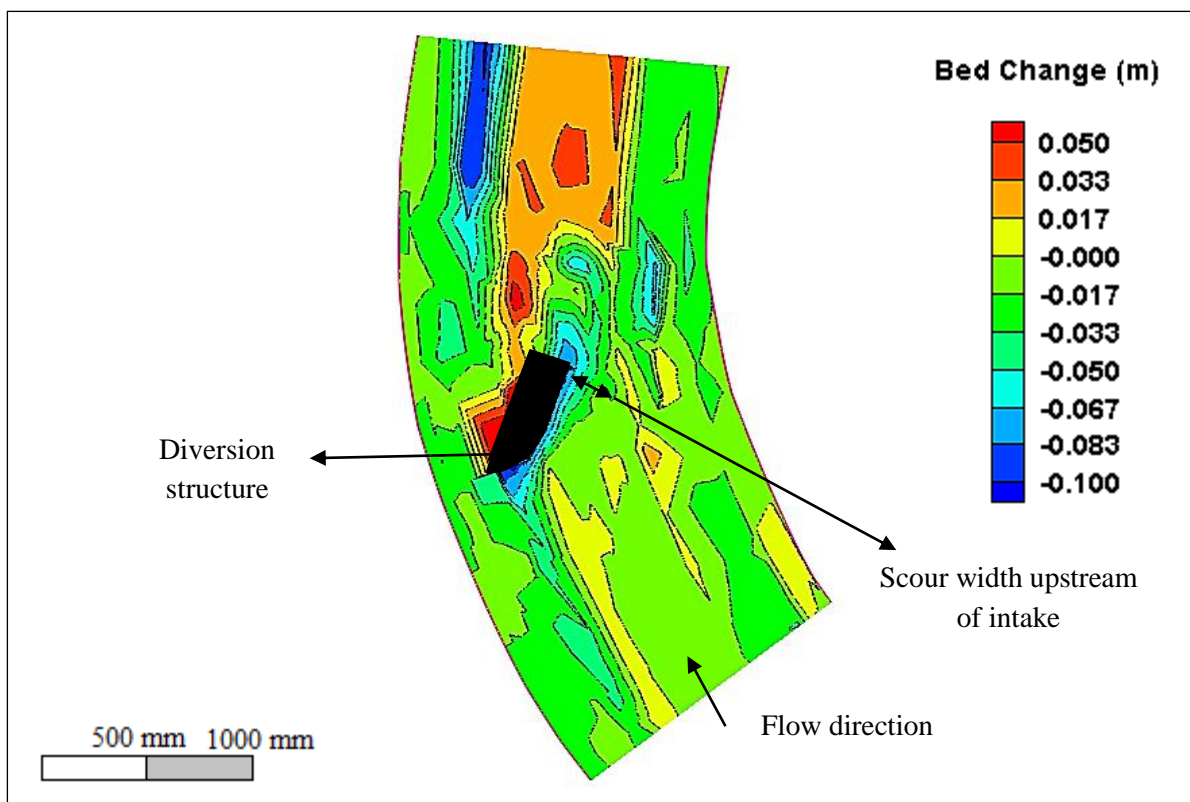 Bed Change (m)
0.050
0.033
0.017
-0.000
-0.017
-0.033
-0.050
-0.067
-0.083
-0.100
Diversion
structure
Scour width upstream
of intake
Flow direction
500 mm 1000 mm